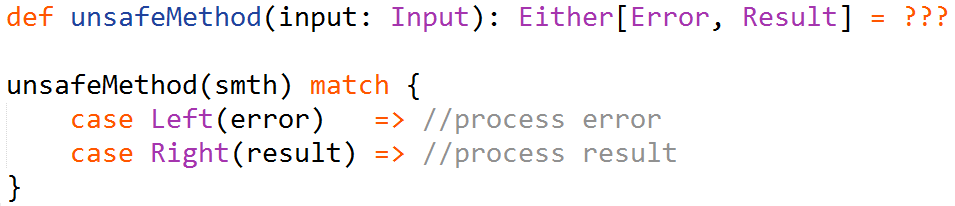 def unsafeMethod(input: Input): Either[Error, Result] = ???
unsafeMethod(smth) match {
    case Left(error)   => //process error
    case Right(result) => //process result
}